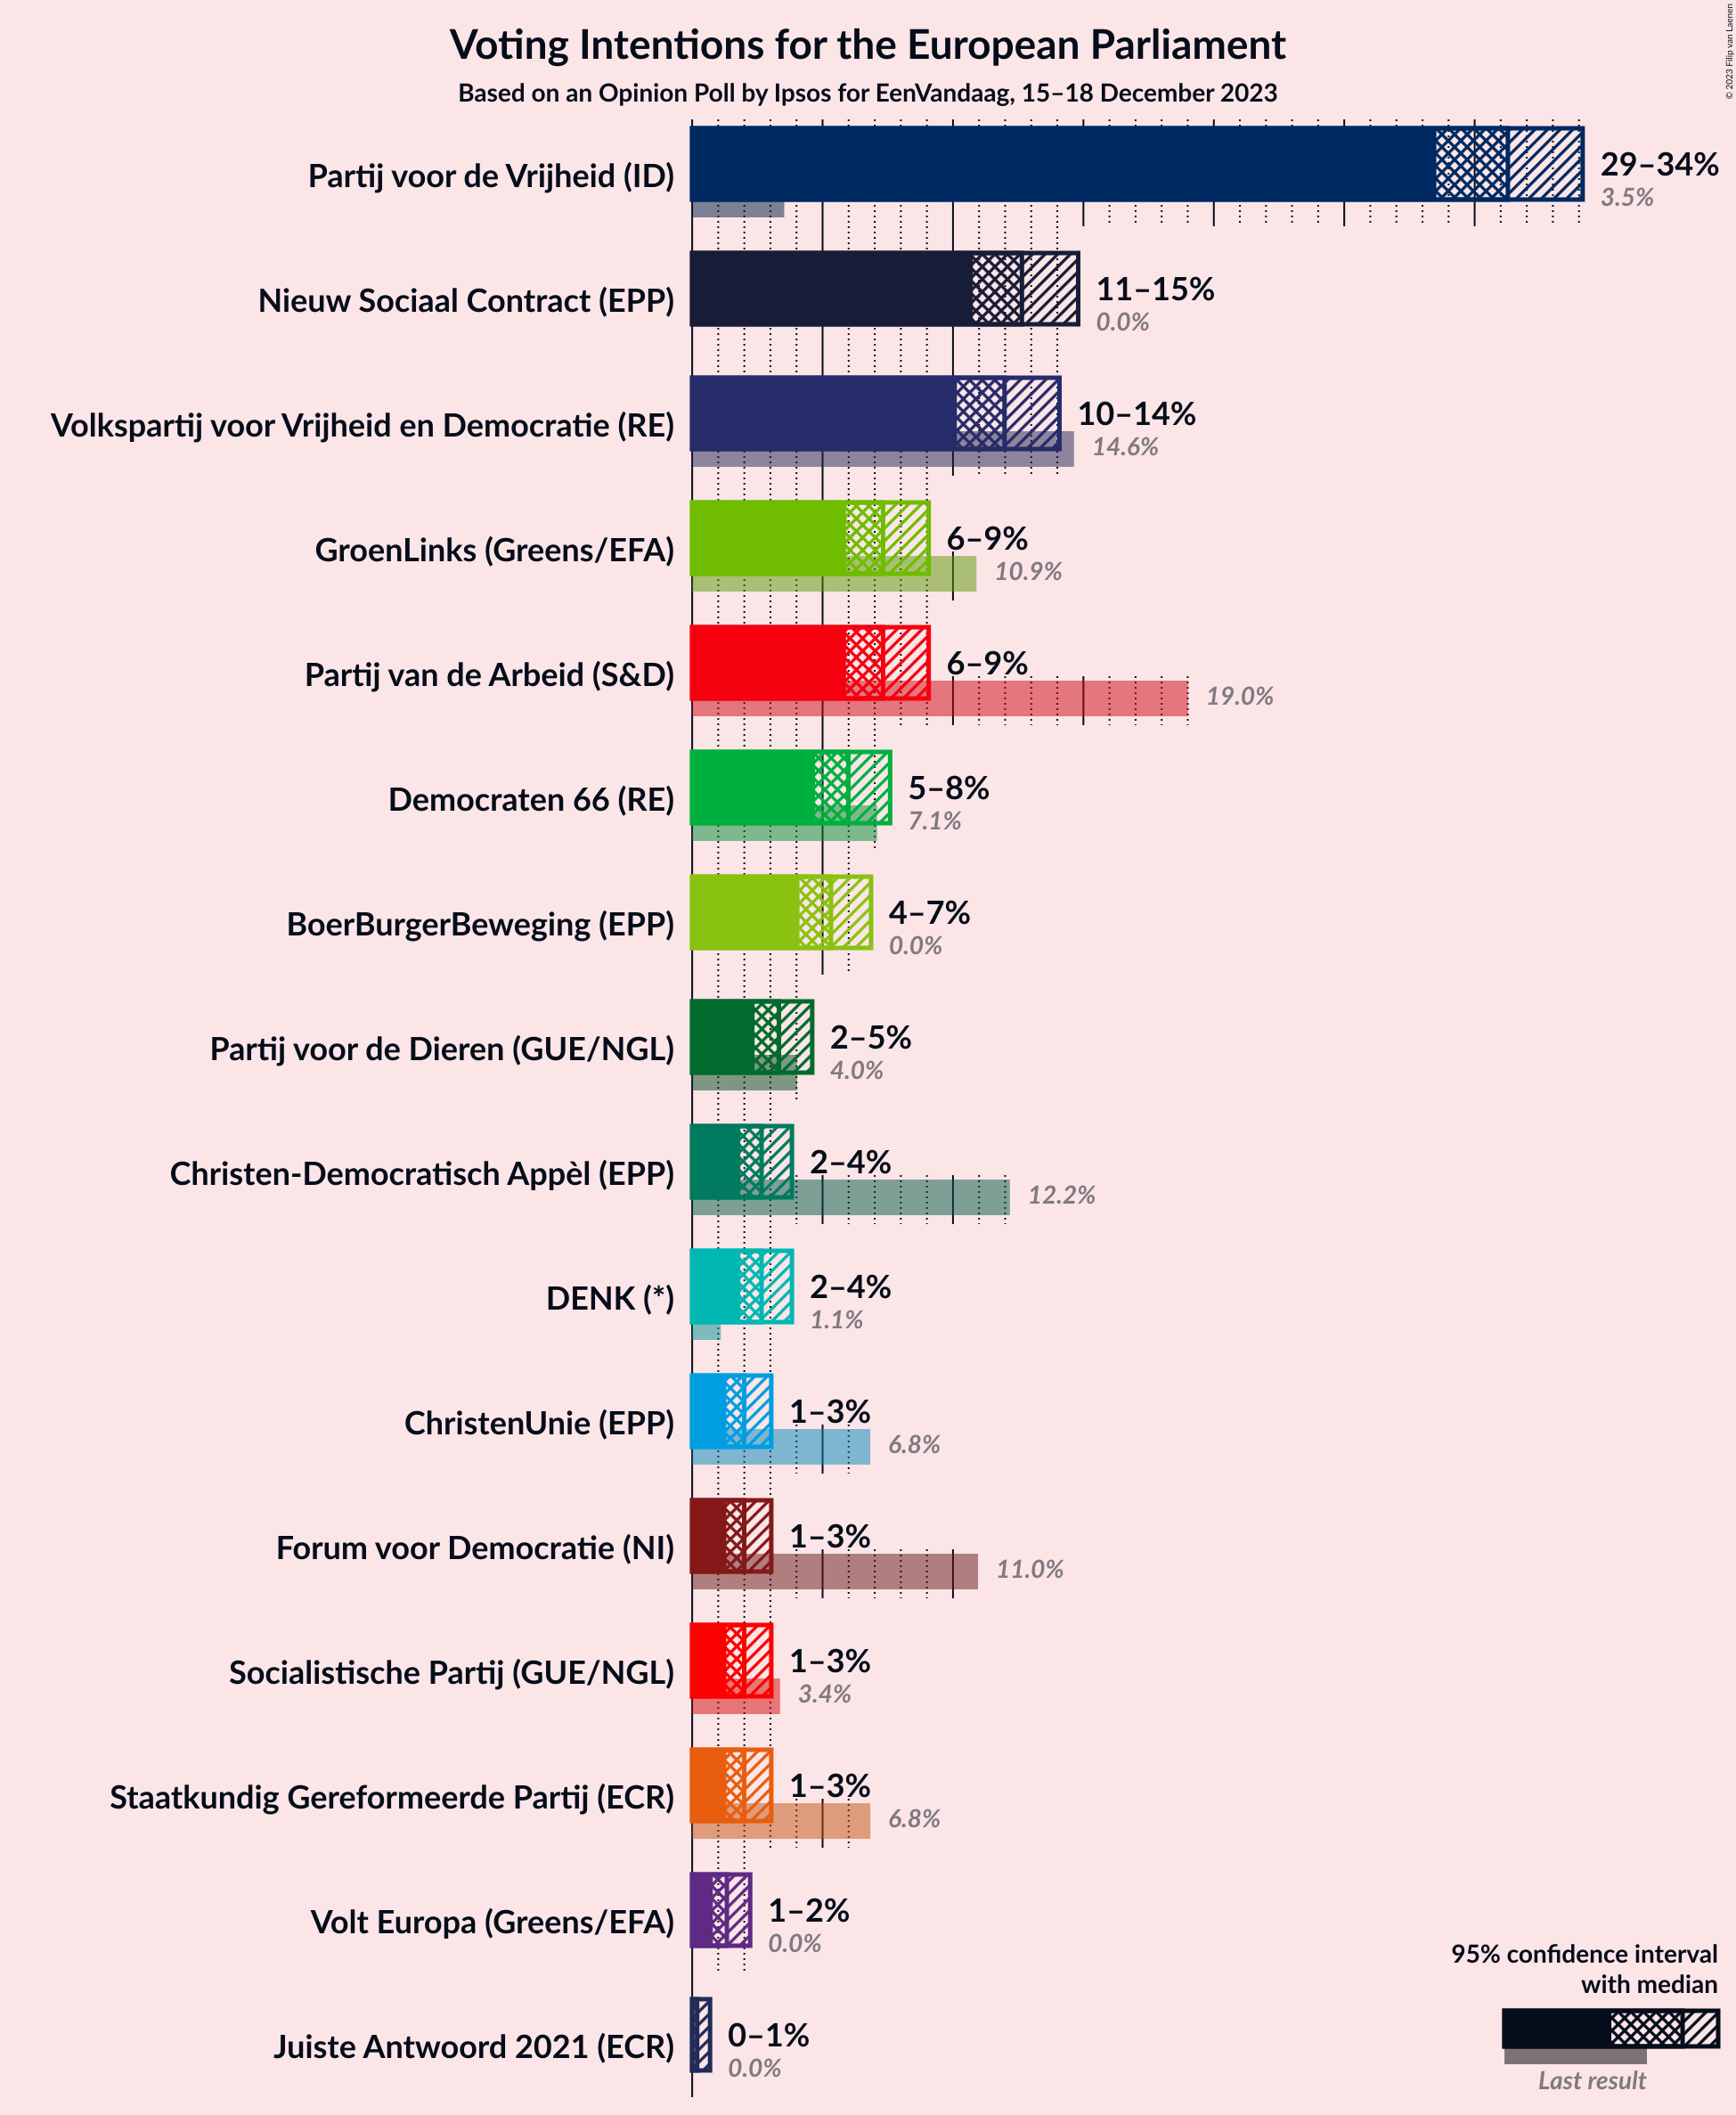 © 2023 Filip van Laenen
Voting Intentions for the European Parliament
Based on an Opinion Poll by Ipsos for EenVandaag, 15–18 December 2023
Partij voor de Vrijheid (ID)
29–34%
3.5%
Nieuw Sociaal Contract (EPP)
11–15%
0.0%
Volkspartij voor Vrijheid en Democratie (RE)
10–14%
14.6%
GroenLinks (Greens/EFA)
6–9%
10.9%
Partij van de Arbeid (S&D)
6–9%
19.0%
Democraten 66 (RE)
5–8%
7.1%
BoerBurgerBeweging (EPP)
4–7%
0.0%
Partij voor de Dieren (GUE/NGL)
2–5%
4.0%
Christen-Democratisch Appèl (EPP)
2–4%
12.2%
DENK (*)
2–4%
1.1%
ChristenUnie (EPP)
1–3%
6.8%
Forum voor Democratie (NI)
1–3%
11.0%
Socialistische Partij (GUE/NGL)
1–3%
3.4%
Staatkundig Gereformeerde Partij (ECR)
1–3%
6.8%
Volt Europa (Greens/EFA)
1–2%
0.0%
Juiste Antwoord 2021 (ECR)
0–1%
0.0%
95% confidence interval
with median
Last result